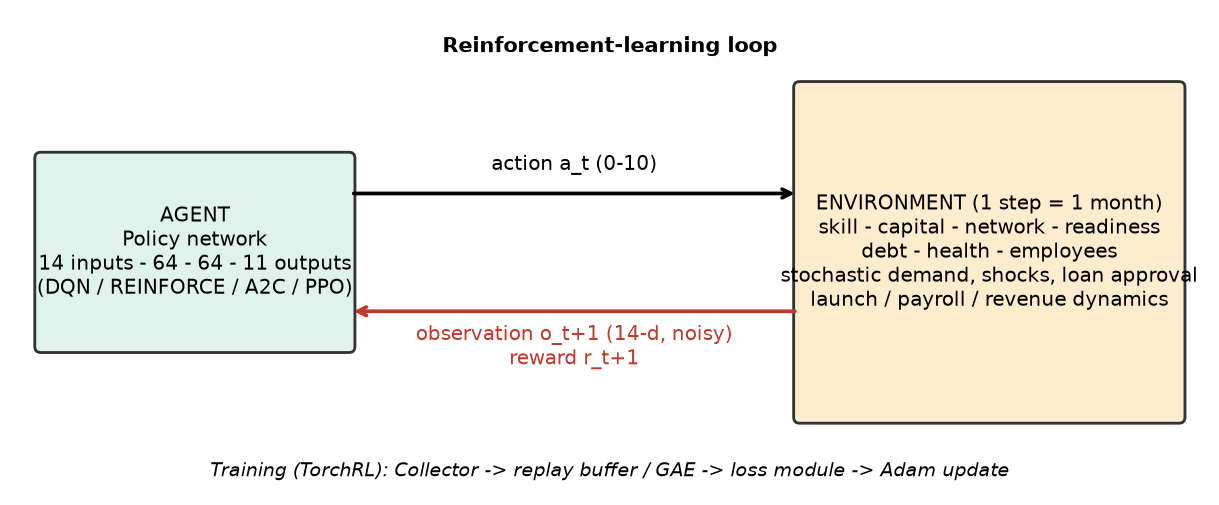 Reinforcement-learning loop
action a_t (0-10)
AGENT
Policy network
14 inputs - 64 - 64 - 11 outputs
(DQN / REINFORCE / A2C / PPO)
ENVIRONMENT (1 step = 1 month)
skill - capital - network - readiness
debt - health - employees
stochastic demand, shocks, loan approval
launch / payroll / revenue dynamics
observation o_t+1 (14-d, noisy)
reward r_t+1
Training (TorchRL): Collector -> replay buffer / GAE -> loss module -> Adam update